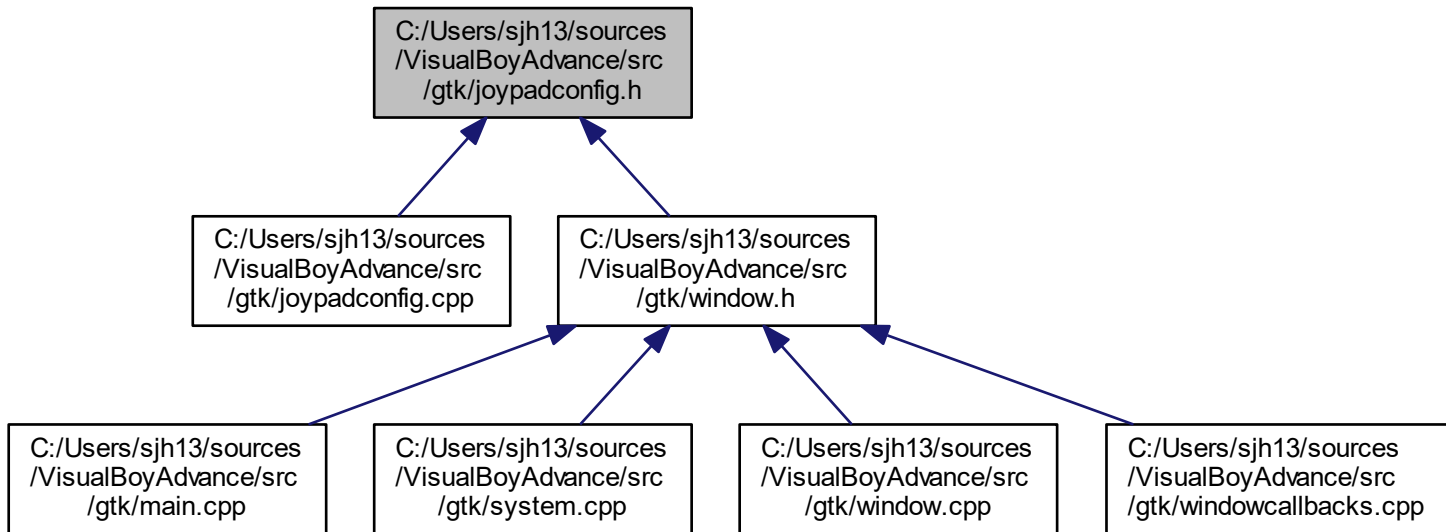 C:/Users/sjh13/sources
/VisualBoyAdvance/src
/gtk/joypadconfig.h
C:/Users/sjh13/sources
/VisualBoyAdvance/src
/gtk/joypadconfig.cpp
C:/Users/sjh13/sources
/VisualBoyAdvance/src
/gtk/window.h
C:/Users/sjh13/sources
/VisualBoyAdvance/src
/gtk/main.cpp
C:/Users/sjh13/sources
/VisualBoyAdvance/src
/gtk/system.cpp
C:/Users/sjh13/sources
/VisualBoyAdvance/src
/gtk/window.cpp
C:/Users/sjh13/sources
/VisualBoyAdvance/src
/gtk/windowcallbacks.cpp